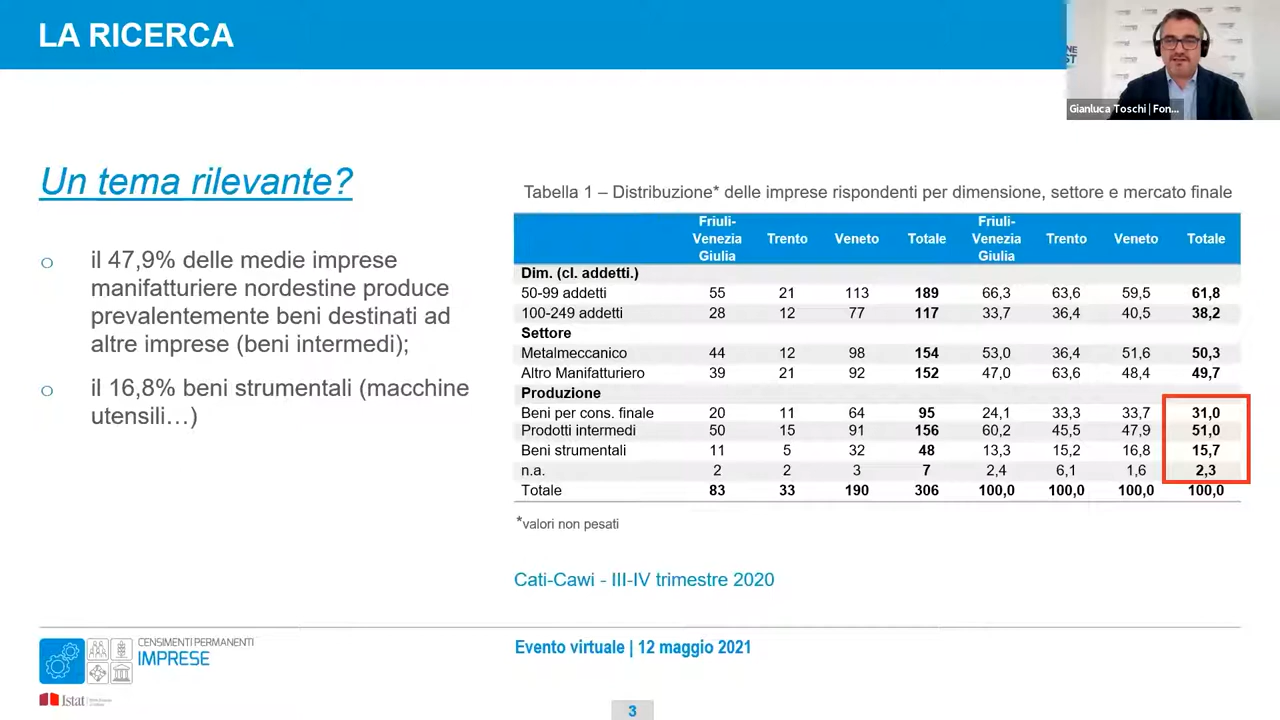 LA RICERCA
NE
ST
Gianluca Toschi | Fon...
Un tema rilevante?
il 47,9% delle medie imprese
manifatturiere nordestine produce
prevalentemente beni destinati ad
altre imprese (beni intermedi);
il 16,8% beni strumentali (macchine
utensili…)
Tabella 1 – Distribuzione* delle imprese rispondenti per dimensione, settore e mercato finale
Friuli-Venezia Giulia Trento Veneto Totale Friuli-Venezia Giulia Trento Veneto Totale
Dim. (cl. addetti.)
50-99 addetti 55 21 113 189 66,3 63,6 59,5 61,8
100-249 addetti 28 12 77 117 33,7 36,4 40,5 38,2
Settore
Metalmeccanico 44 12 98 154 53,0 36,4 51,6 50,3
Altro Manifatturiero 39 21 92 152 47,0 63,6 48,4 49,7
Produzione
Beni per cons. finale 20 11 64 95 24,1 33,3 33,7 31,0
Prodotti intermedi 50 15 91 156 60,2 45,5 47,9 51,0
Beni strumentali 11 5 32 48 13,3 15,2 16,8 15,7
n.a. 2 2 3 7 2,4 6,1 1,6 2,3
Totale 83 33 190 306 100,0 100,0 100,0 100,0
*valori non pesati
Cati-Cawi - III-IV trimestre 2020
CENSIMENTI PERMANENTI
IMPRESE
Istat
Evento virtuale | 12 maggio 2021
3